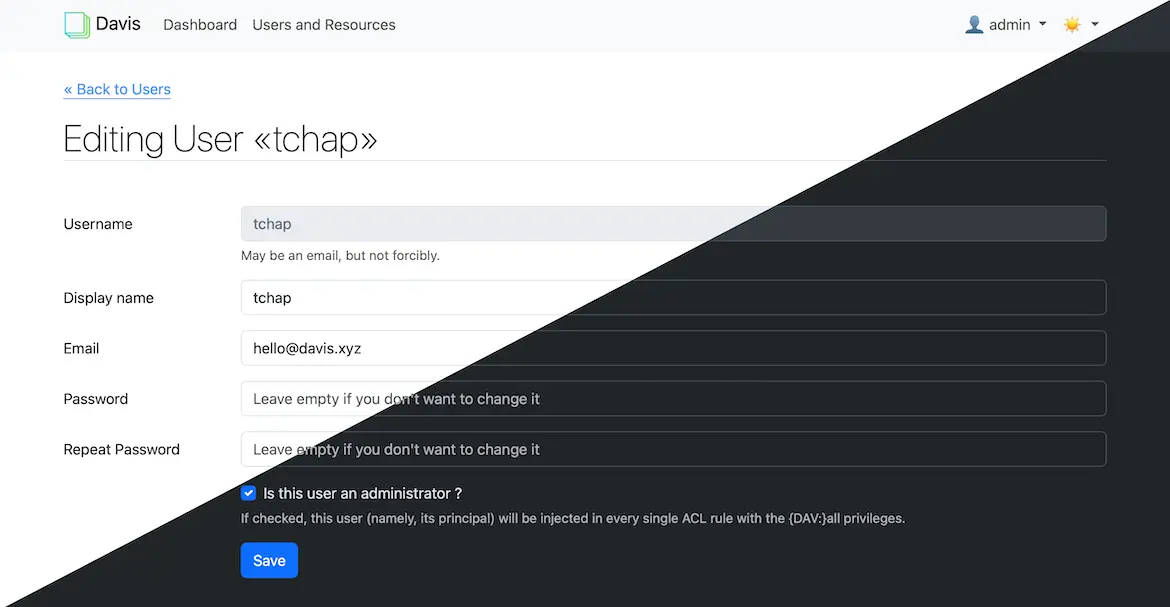 Davis Dashboard Users and Resources admin
« Back to Users
Editing User «tchap»
Username tchap
May be an email, but not forcibly.
Display name tchap
Email hello@davis.xyz
Password Leave empty if you don't want to change it
Repeat Password Leave empty if you don't want to change it
Is this user an administrator ?
If checked, this user (namely, its principal) will be injected in every single ACL rule with the {DAV:}all privileges.
Save